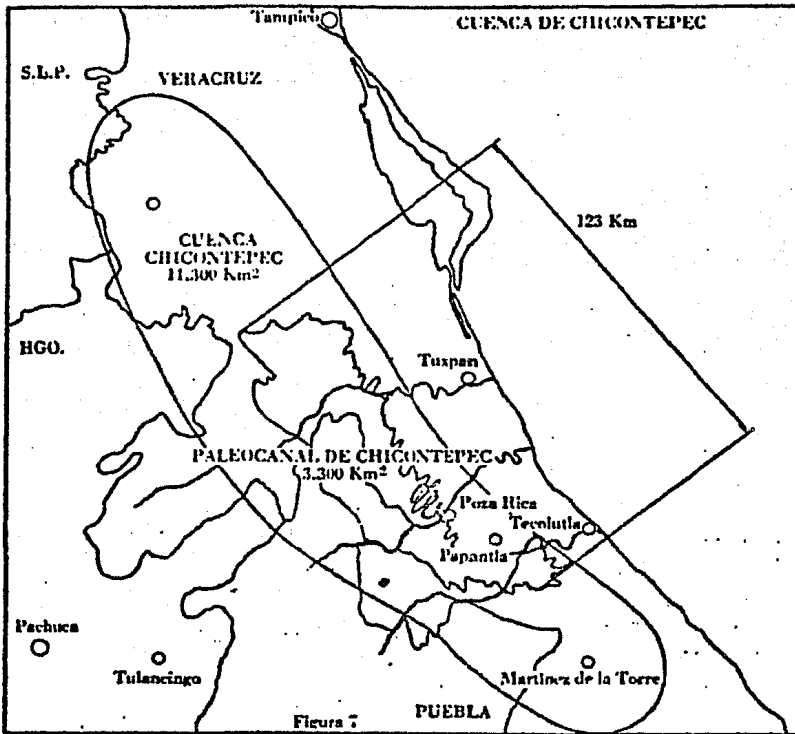 Tampico
CUENCA DE CHICONTEPEC
S.L.P.
VERACRUZ
123 Km
CUENCA
CHICONTEPEC
11.300 Km²
HGO.
Tuxpan
PALEOCANAL DE CHICONTEPEC
3.300 Km²
Poza Rica
Tecolutla
Papantla
Pachuca
Tulancingo
Martinez de la Torre
Figura 7
PUEBLA